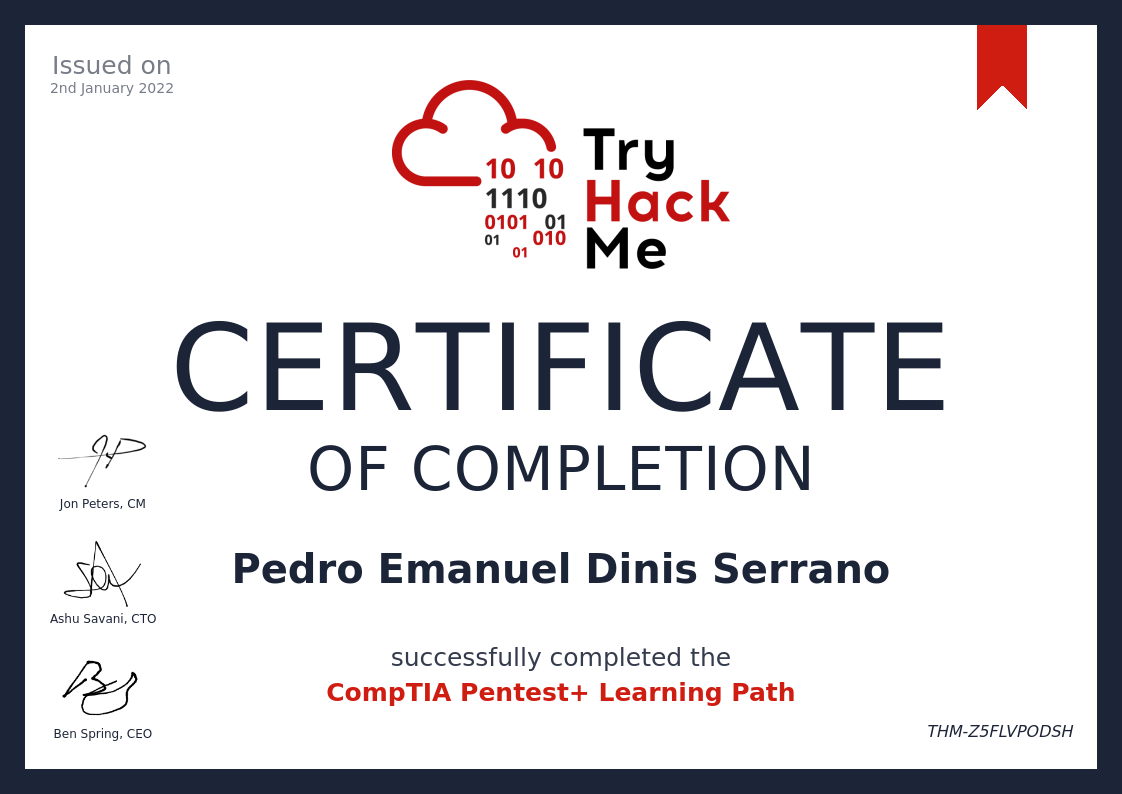 Issued on
2nd January 2022
10 10
1110
0101 01
01 010
01
Try
Hack
Me
CERTIFICATE
OF COMPLETION
Jon Peters, CM
Pedro Emanuel Dinis Serrano
Ashu Savani, CTO
successfully completed the
CompTIA Pentest+ Learning Path
Ben Spring, CEO
THM-Z5FLVPODSH